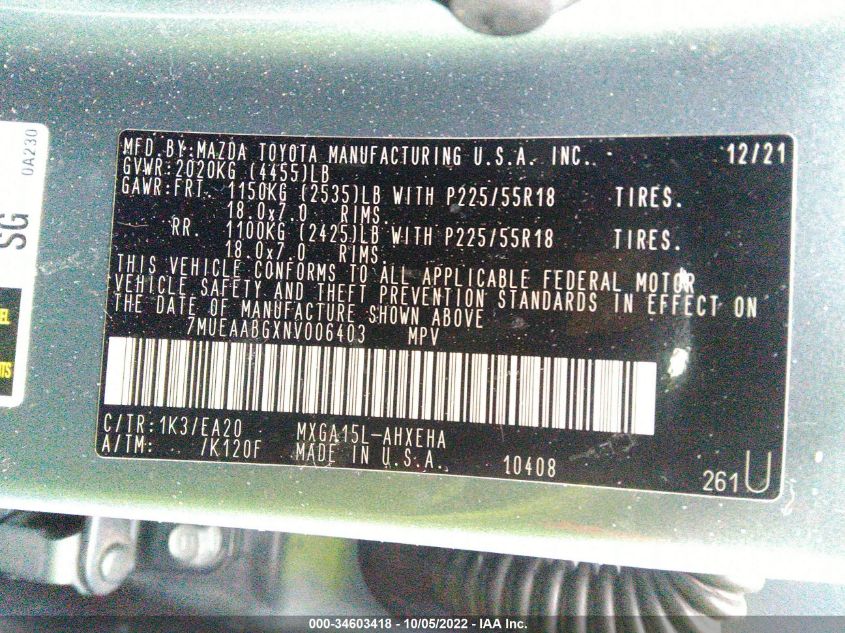 MFD.BY:MAZDA TOYOTA MANUFACTURING U.S.A. INC. 12/21
GVWR:2020KG (4455)LB
GAWR:FRT. 1150KG (2535)LB WITH P225/55R18 TIRES.
18.0x7.0 RIMS.
RR. 1100KG (2425)LB WITH P225/55R18 TIRES.
18.0x7.0 RIMS.
THIS VEHICLE CONFORMS TO ALL APPLICABLE FEDERAL MOTOR
VEHICLE SAFETY AND THEFT PREVENTION STANDARDS IN EFFECT ON
THE DATE OF MANUFACTURE SHOWN ABOVE
7MUEAABGXNV006403 MPV
C/TR:1K3/EA20 MXGA15L-AHXEHA
A/TM: /K120F MADE IN U.S.A. 10408
261U
0A230
SG
000-34603418 - 10/05/2022 - IAA Inc.